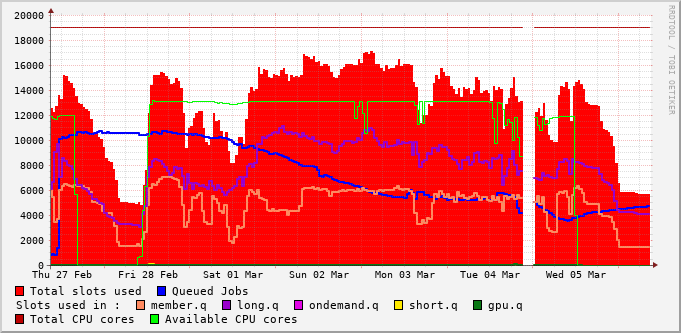 20000
18000
16000
14000
12000
10000
8000
6000
4000
2000
0
Thu 27 Feb Fri 28 Feb Sat 01 Mar Sun 02 Mar Mon 03 Mar Tue 04 Mar Wed 05 Mar
RRDTOOL / TOBI OETIKER
Total slots used Queued Jobs
Slots used in : member.q long.q ondemand.q short.q gpu.q
Total CPU cores Available CPU cores